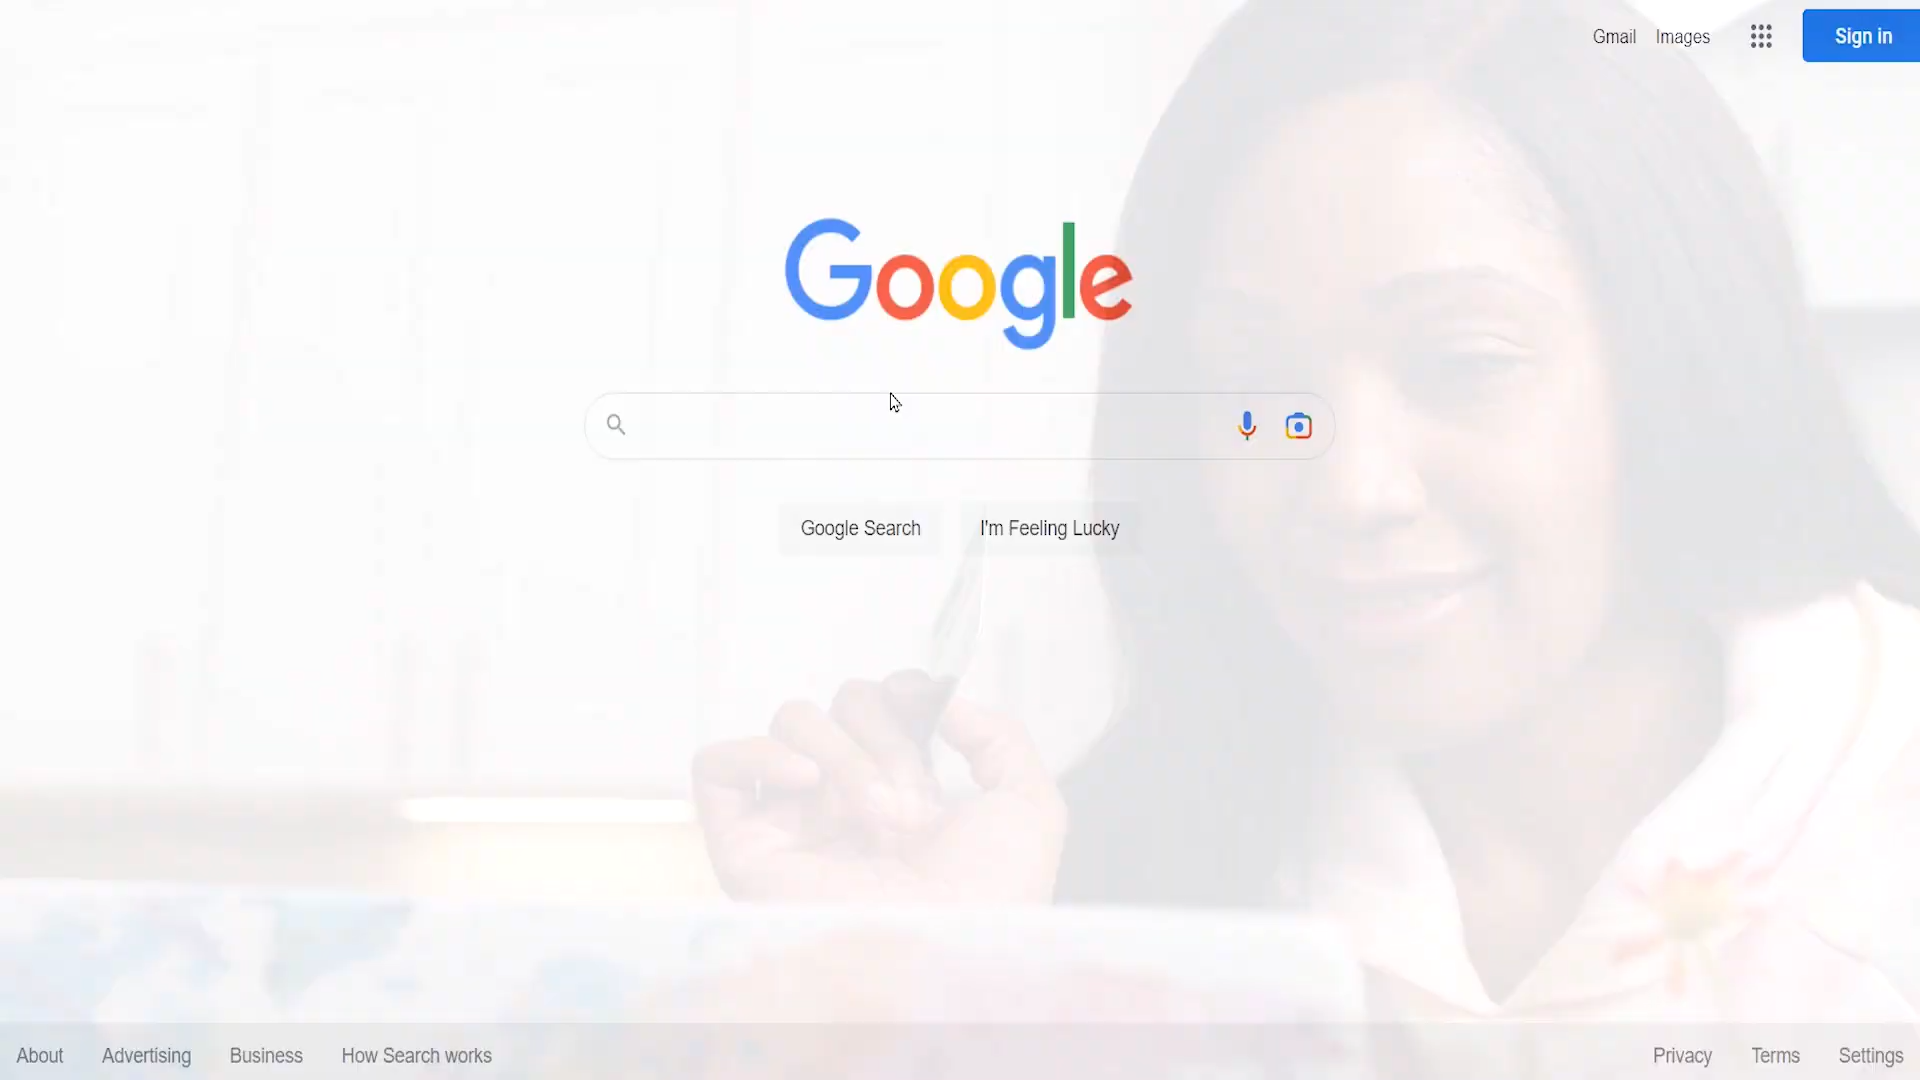 Gmail Images Sign in
Google
Google Search I'm Feeling Lucky
About Advertising Business How Search works Privacy Terms Settings